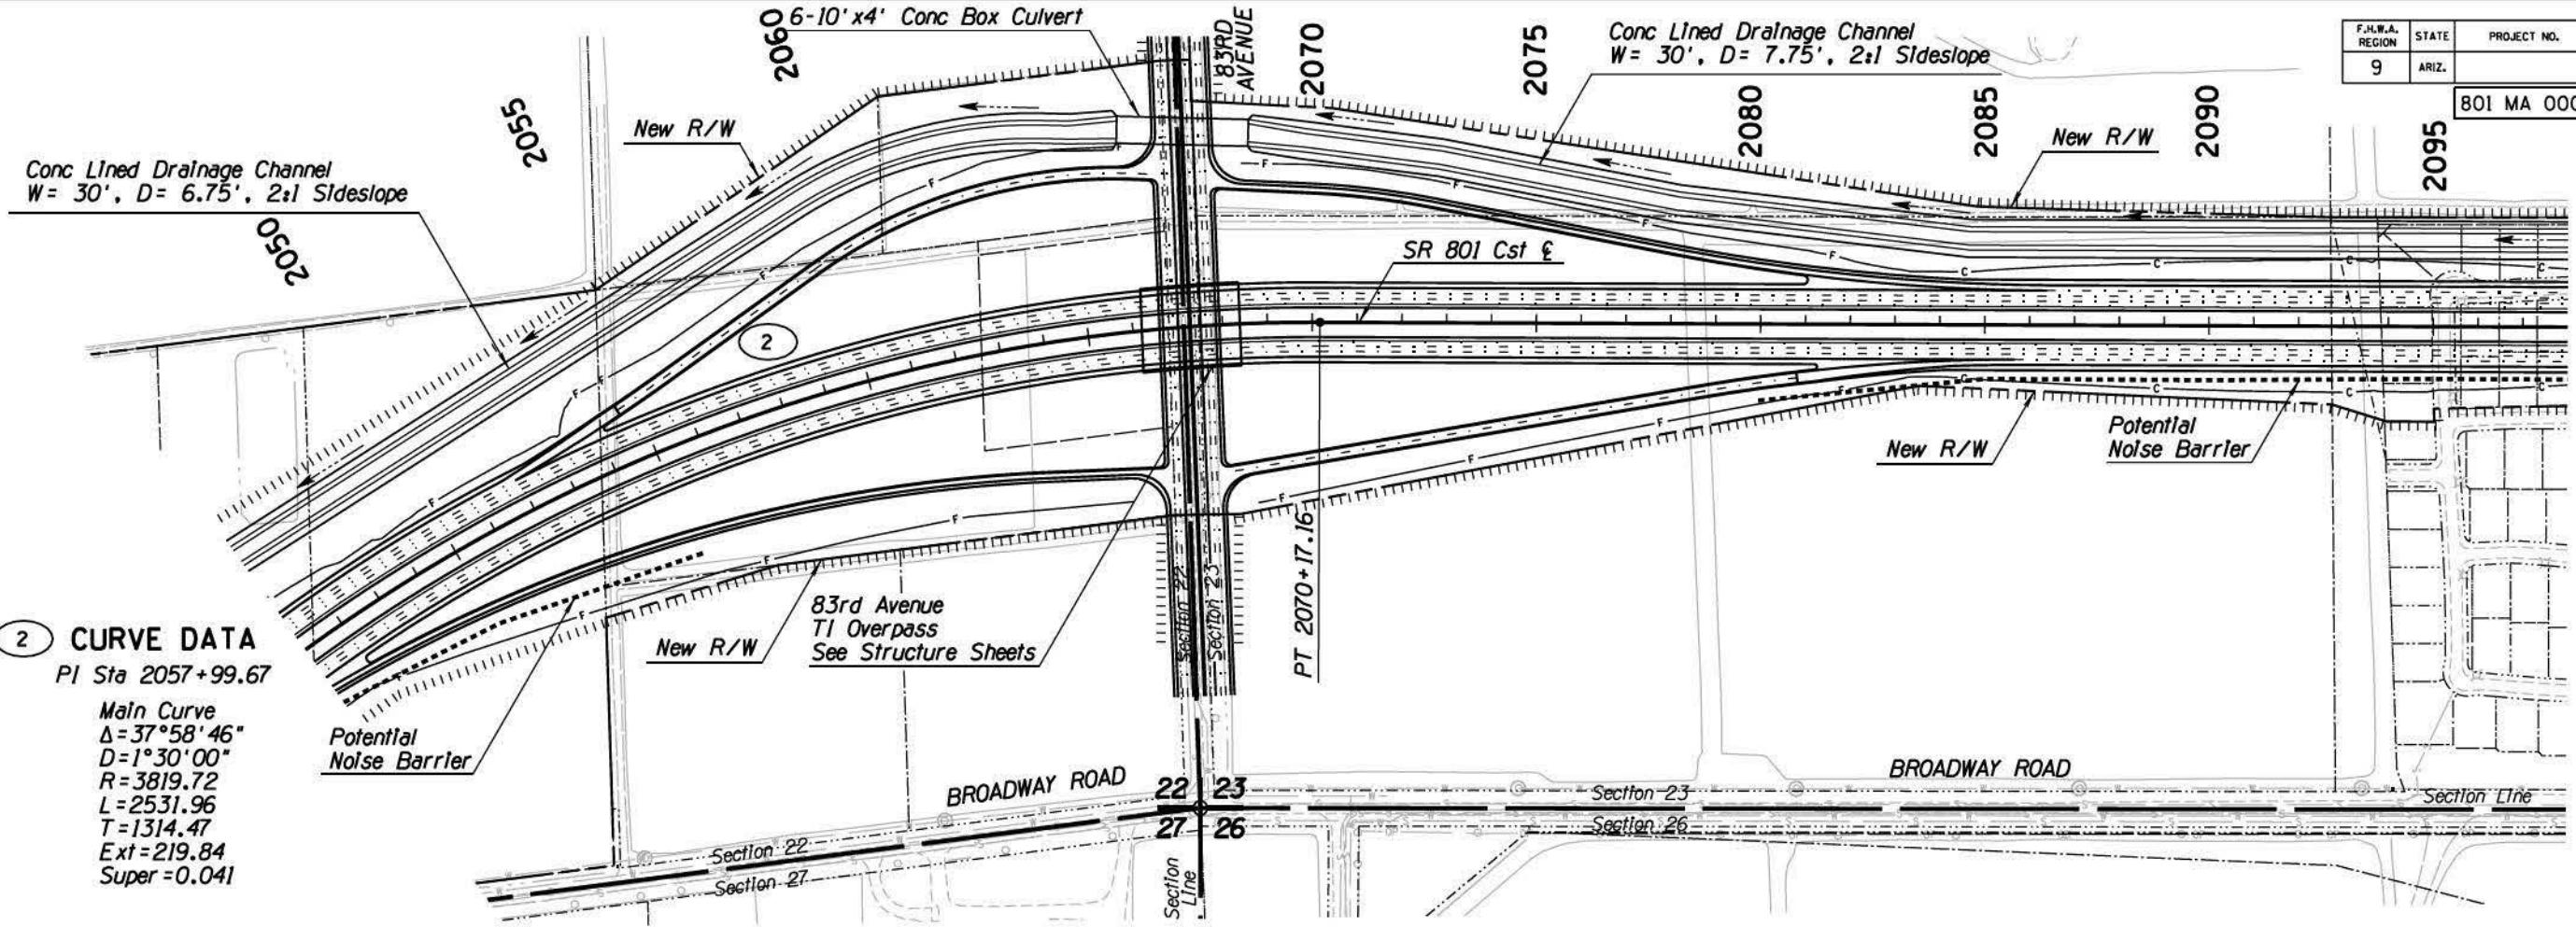 6-10'x4' Conc Box Culvert
83RD
AVENUE
Conc Lined Drainage Channel
W= 30', D= 7.75', 2:1 Sideslope
F.H.W.A.
REGION
STATE
PROJECT NO.
9
ARIZ.
801 MA 000
2050
2055
2060
2070
2075
2080
2085
2090
2095
New R/W
New R/W
Conc Lined Drainage Channel
W= 30', D= 6.75', 2:1 Sideslope
SR 801 Cst ℄
2
New R/W
Potential
Noise Barrier
PT 2070+17.16
83rd Avenue
TI Overpass
See Structure Sheets
New R/W
Section 22
Section 23
2 CURVE DATA
PI Sta 2057+99.67
Main Curve
Δ=37°58'46"
D=1°30'00"
R=3819.72
L=2531.96
T=1314.47
Ext=219.84
Super=0.041
Potential
Noise Barrier
BROADWAY ROAD
22 23
27 26
BROADWAY ROAD
Section 23
Section 26
Section Line
Section 22
Section 27
Section
Line